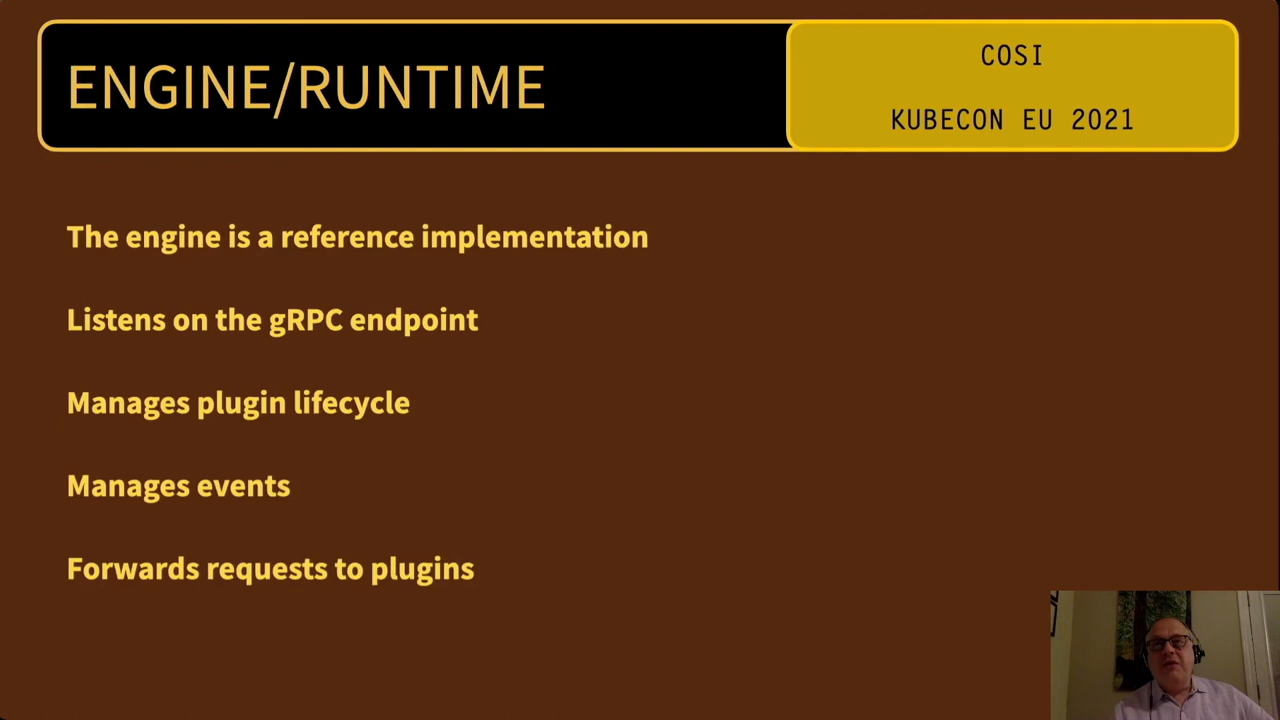 ENGINE/RUNTIME
COSI
KUBECON EU 2021
The engine is a reference implementation
Listens on the gRPC endpoint
Manages plugin lifecycle
Manages events
Forwards requests to plugins